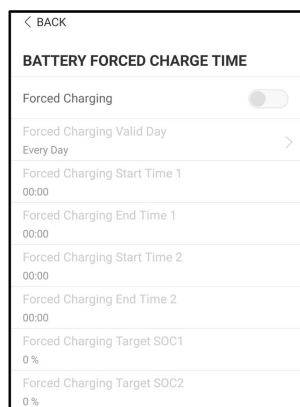 < BACK
BATTERY FORCED CHARGE TIME
Forced Charging
Forced Charging Valid Day
Every Day
Forced Charging Start Time 1
00:00
Forced Charging End Time 1
00:00
Forced Charging Start Time 2
00:00
Forced Charging End Time 2
00:00
Forced Charging Target SOC1
0 %
Forced Charging Target SOC2
0 %